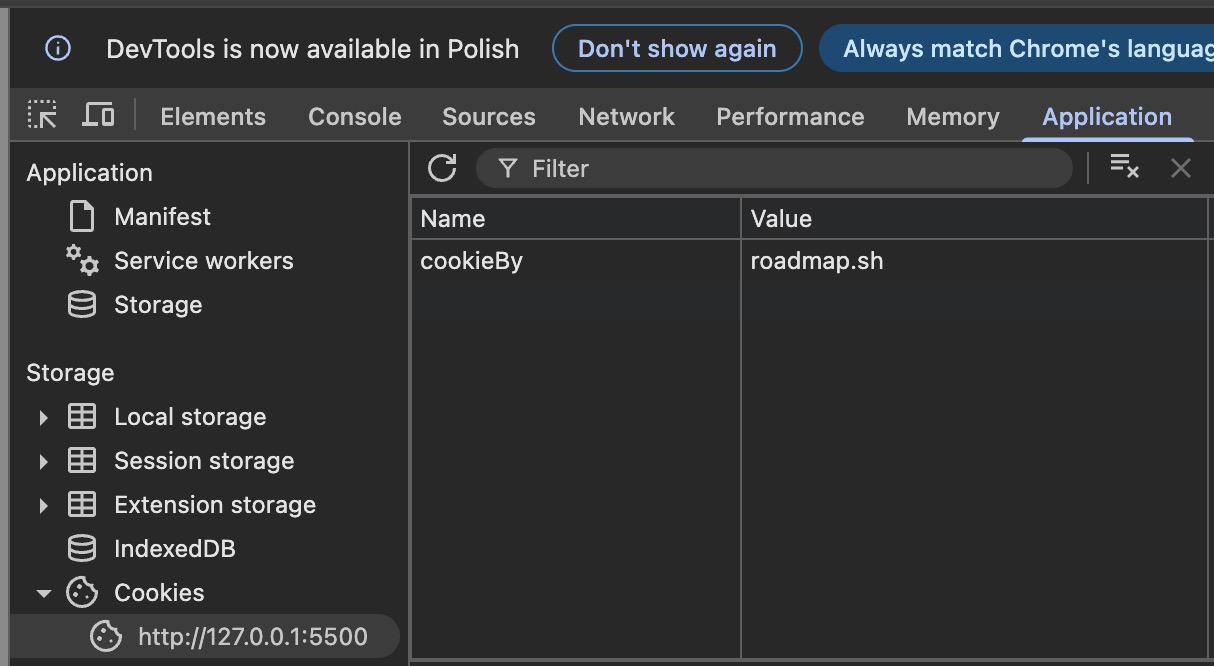 DevTools is now available in Polish
Don't show again
Always match Chrome's languag
Elements Console Sources Network Performance Memory Application
Application
Manifest
Service workers
Storage
Storage
Local storage
Session storage
Extension storage
IndexedDB
Cookies
http://127.0.0.1:5500
Filter
Name Value
cookieBy roadmap.sh